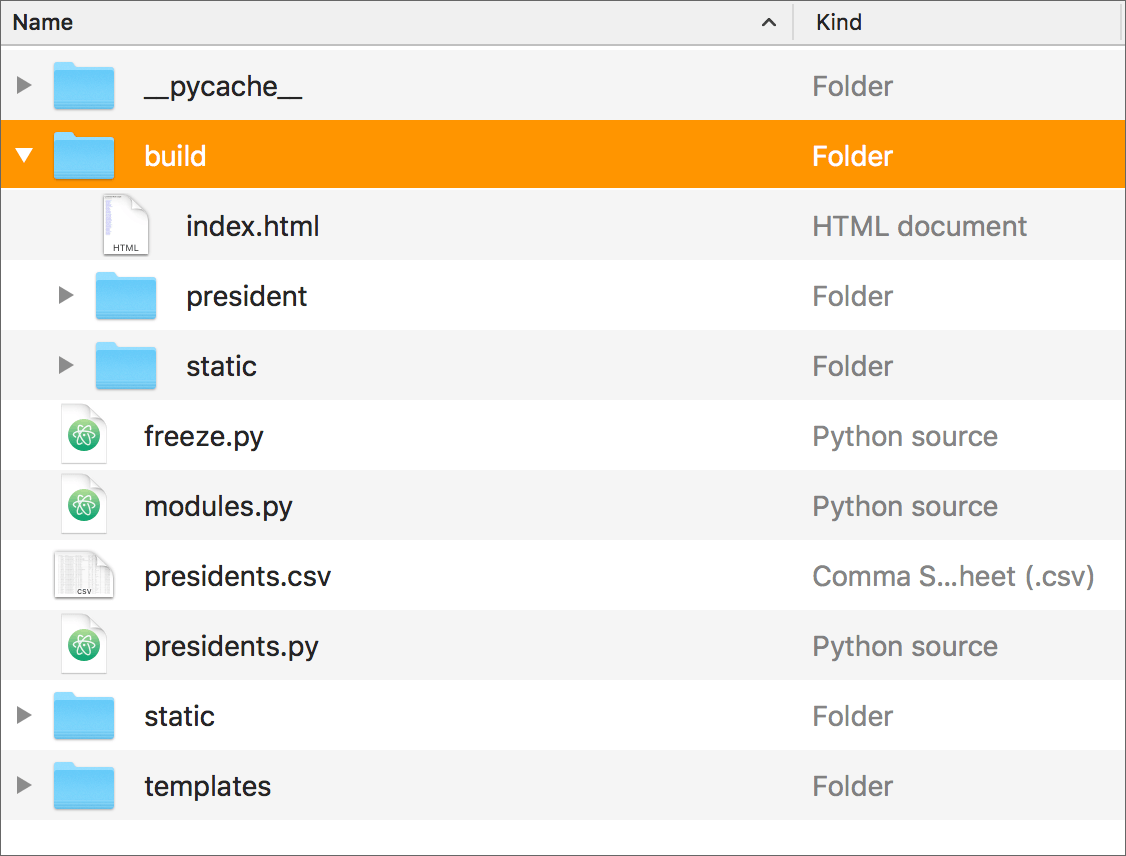 Name Kind
__pycache__ Folder
build Folder
HTML
index.html HTML document
president Folder
static Folder
freeze.py Python source
modules.py Python source
CSV
presidents.csv Comma S...heet (.csv)
presidents.py Python source
static Folder
templates Folder